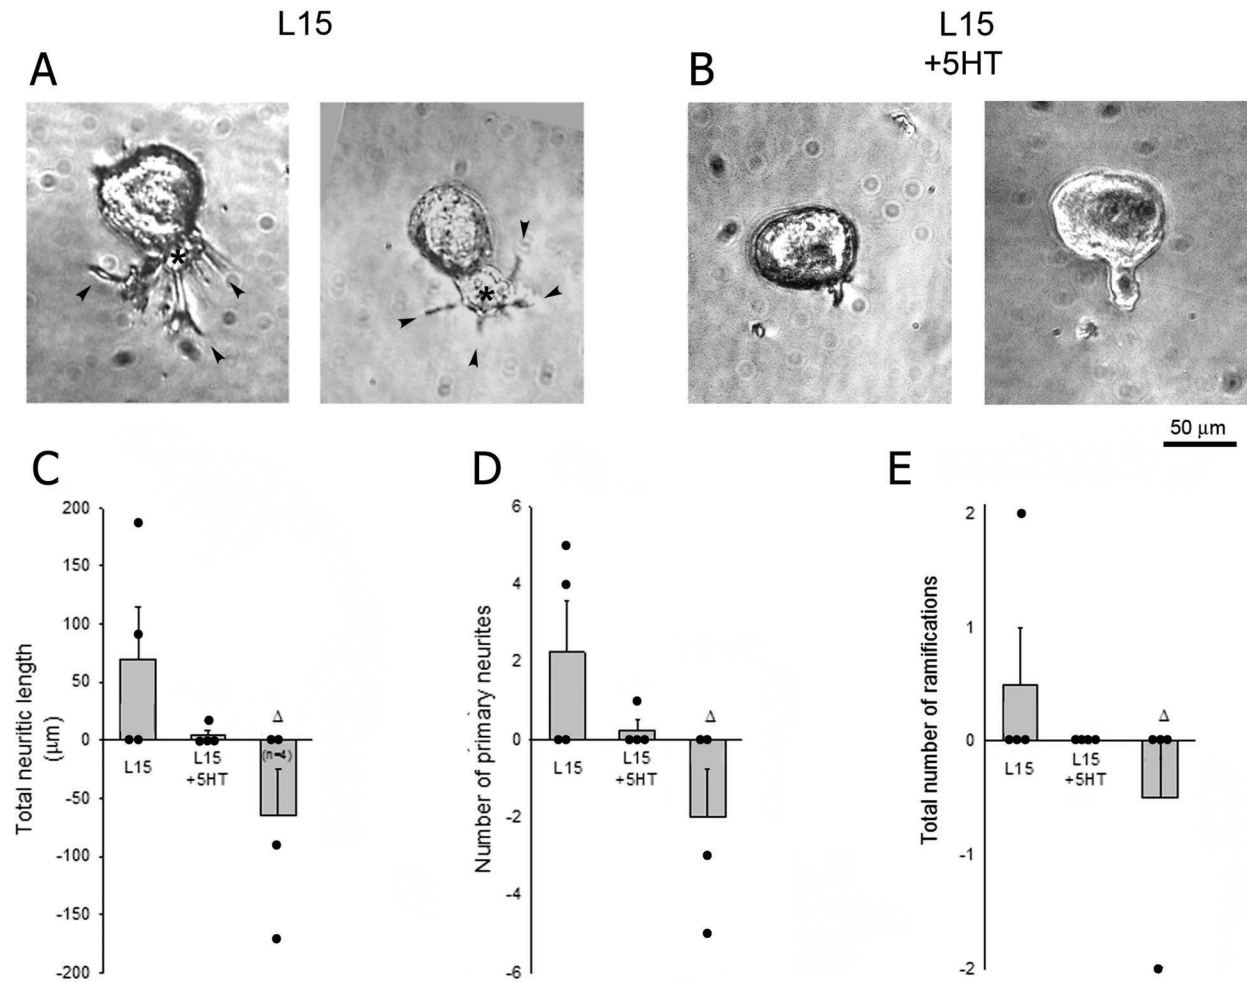 L15
L15
+5HT
A
B
*
*
50 μm
C
D
E
Total neuritic length
(μm)
200
150
100
50
0
-50
-100
-150
-200
L15
L15
+5HT
Δ
(n=4)
Number of primary neurites
6
4
2
0
-2
-4
-6
L15
L15
+5HT
Δ
Total number of ramifications
2
1
0
-1
-2
L15
L15
+5HT
Δ